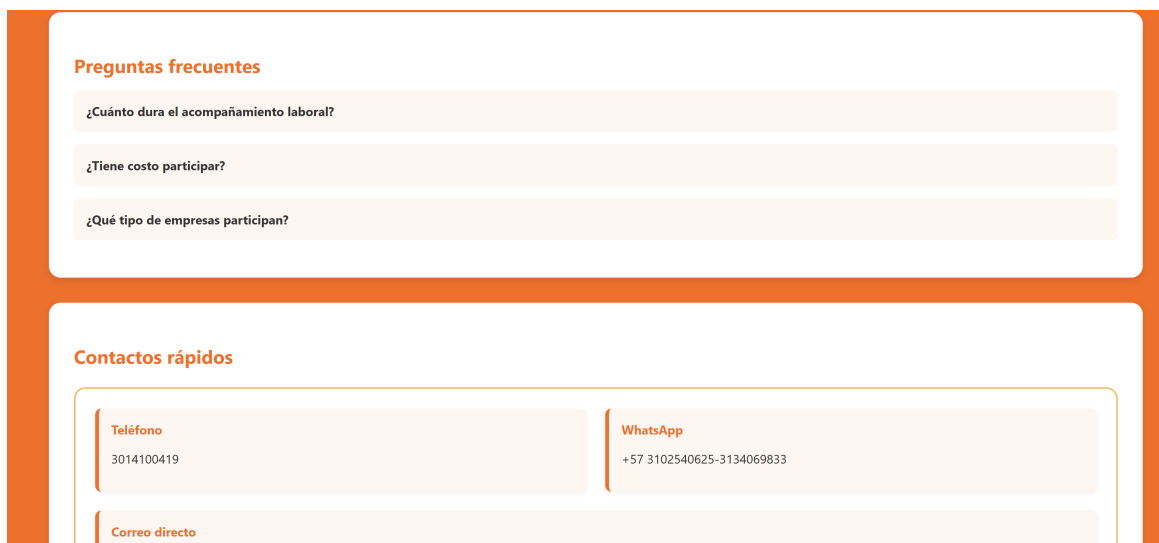 Preguntas frecuentes
¿Cuánto dura el acompañamiento laboral?
¿Tiene costo participar?
¿Qué tipo de empresas participan?
Contactos rápidos
Teléfono
3014100419
WhatsApp
+57 3102540625-3134069833
Correo directo